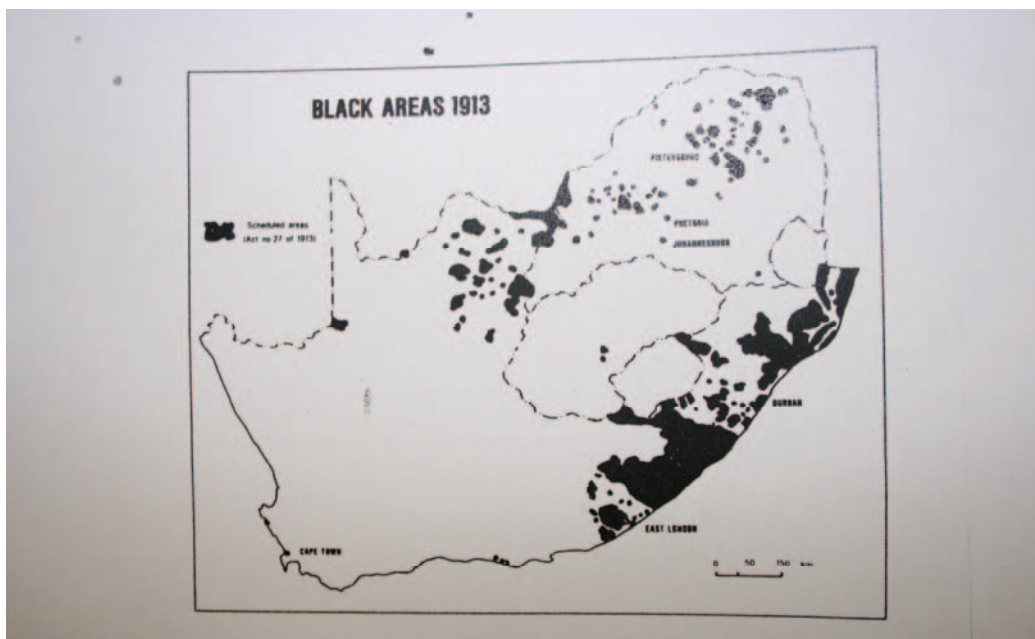 BLACK AREAS 1913
PIETERSBURG
Scheduled areas
(Act no 27 of 1913)
PRETORIA
JOHANNESBURG
DURBAN
EAST LONDON
CAPE TOWN
0 50 150 km